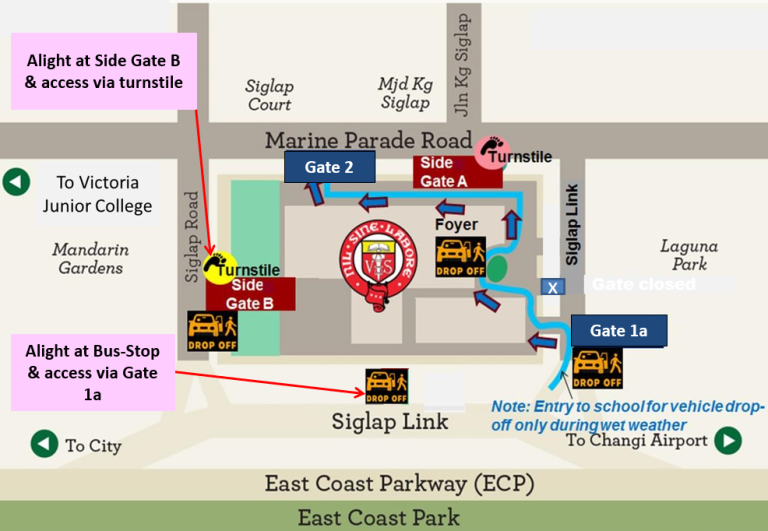 Alight at Side Gate B
& access via turnstile
Siglap
Court
Mjd Kg
Siglap
Jln Kg Siglap
Marine Parade Road
Gate 2
Side
Gate A
Turnstile
To Victoria
Junior College
Mandarin
Gardens
Siglap Road
Turnstile
Side
Gate B
DROP OFF
NIL·SINE·LABORE
VS
Foyer
DROP OFF
Siglap Link
Laguna
Park
X
Gate closed
Gate 1a
DROP OFF
Alight at Bus-Stop
& access via Gate
1a
DROP OFF
Siglap Link
Note: Entry to school for vehicle drop-
off only during wet weather
To City
To Changi Airport
East Coast Parkway (ECP)
East Coast Park